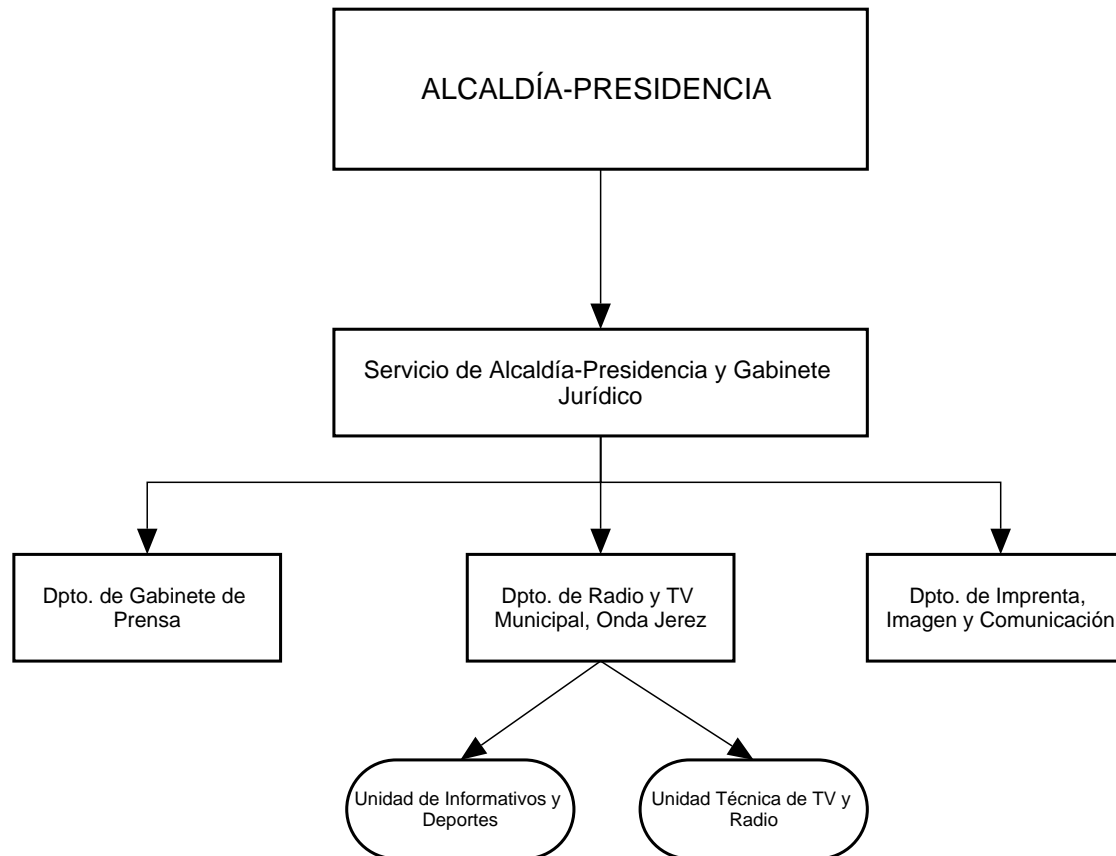 ALCALDÍA-PRESIDENCIA
Servicio de Alcaldía-Presidencia y Gabinete
Jurídico
Dpto. de Gabinete de
Prensa
Dpto. de Radio y TV
Municipal, Onda Jerez
Dpto. de Imprenta,
Imagen y Comunicación
Unidad de Informativos y
Deportes
Unidad Técnica de TV y
Radio